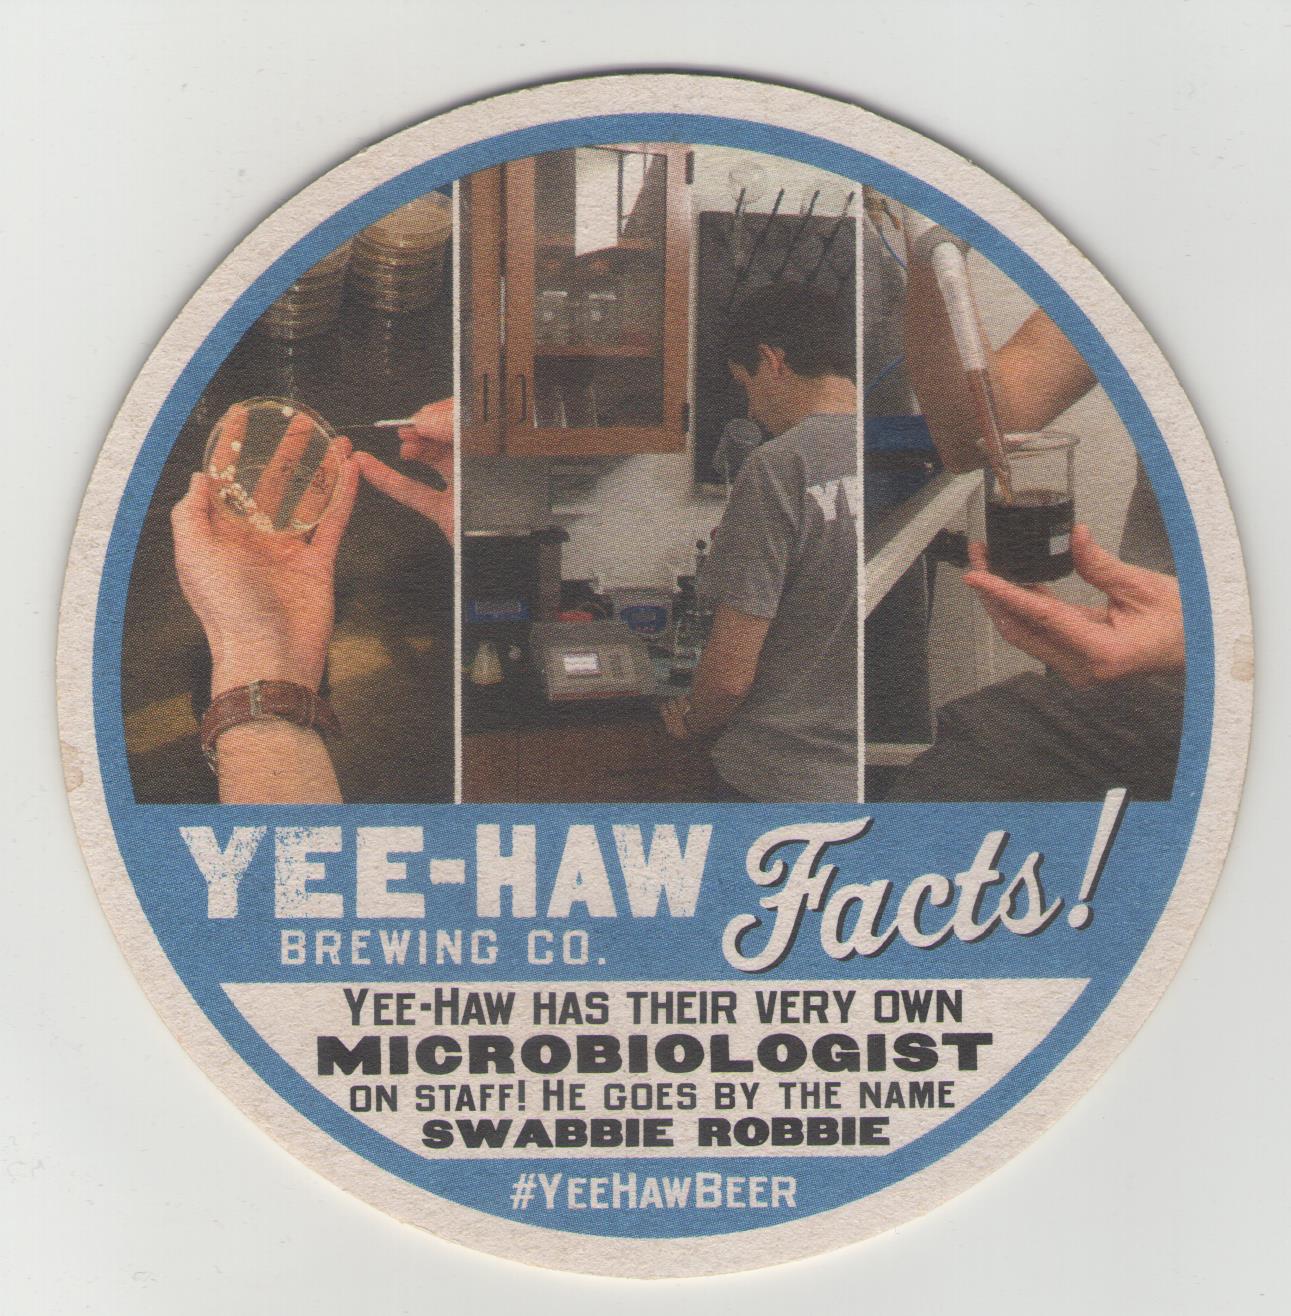 YEE-HAW Facts!
BREWING CO.
YEE-HAW HAS THEIR VERY OWN
MICROBIOLOGIST
ON STAFF! HE GOES BY THE NAME
SWABBIE ROBBIE
#YEEHAWBEER